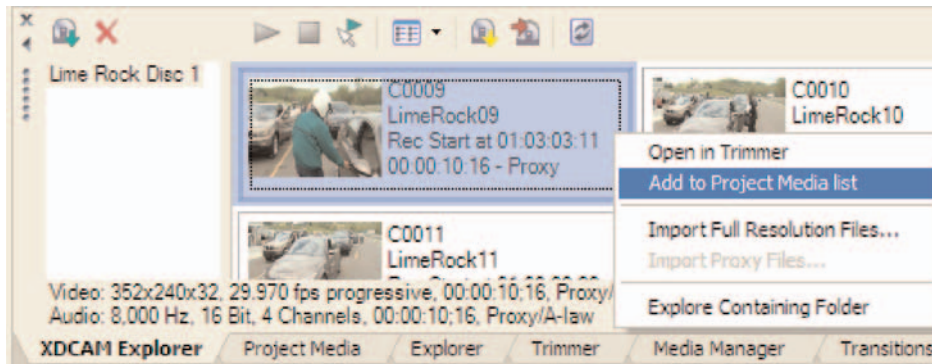 Lime Rock Disc 1
C0009
LimeRock09
Rec Start at 01:03:03:11
00:00:10:16 - Proxy
C0010
LimeRock10
Open in Trimmer
Add to Project Media list
Import Full Resolution Files...
Import Proxy Files...
Explore Containing Folder
C0011
LimeRock11
Video: 352x240x32, 29.970 fps progressive, 00:00:10;16, Proxy/
Audio: 8,000 Hz, 16 Bit, 4 Channels, 00:00:10;16, Proxy/A-law
XDCAM Explorer
Project Media
Explorer
Trimmer
Media Manager
Transitions